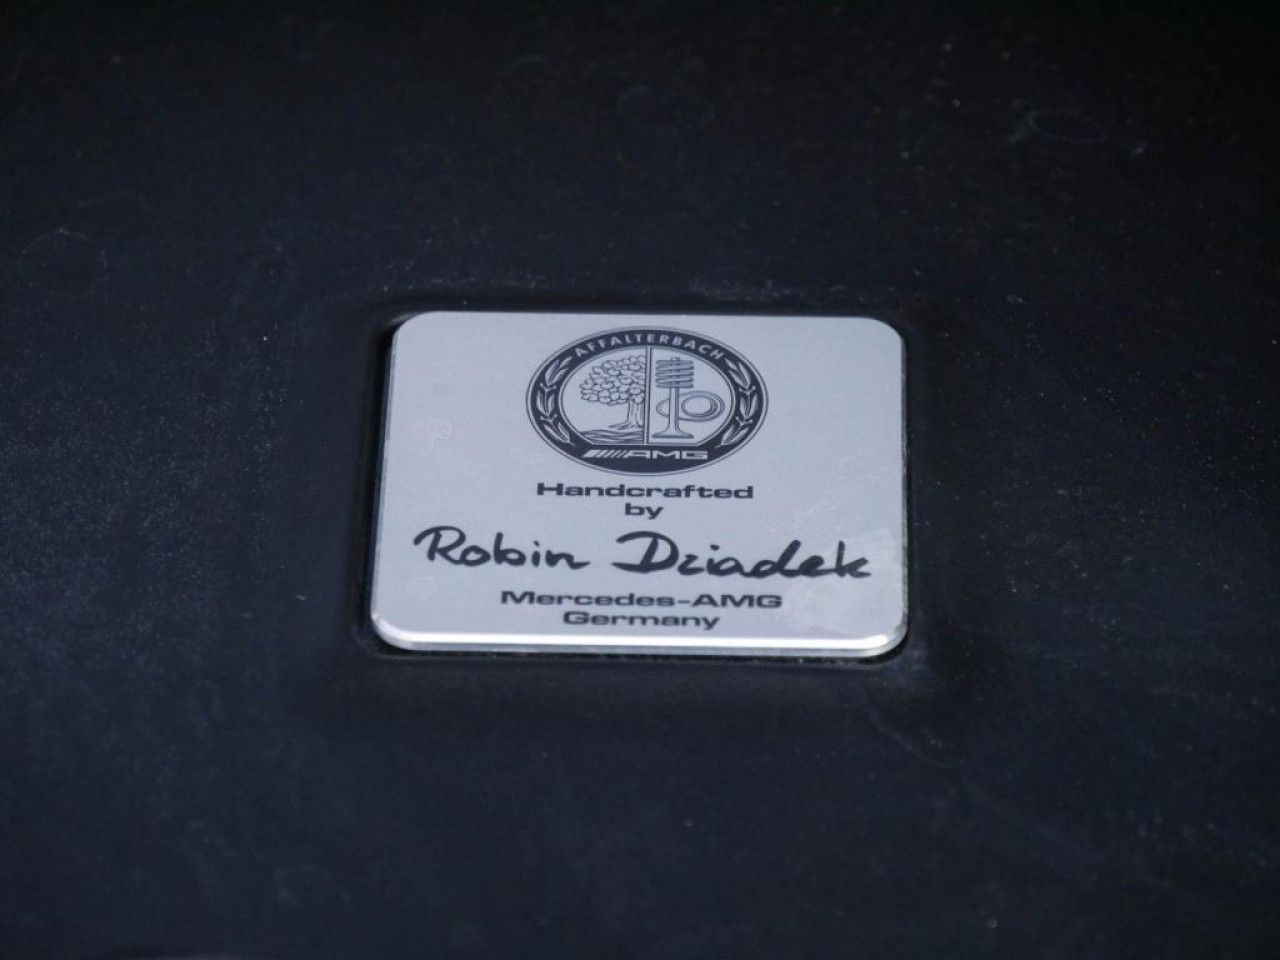 AFFALTERBACH
AMG
Handcrafted
by
Robin Dziadek
Mercedes-AMG
Germany